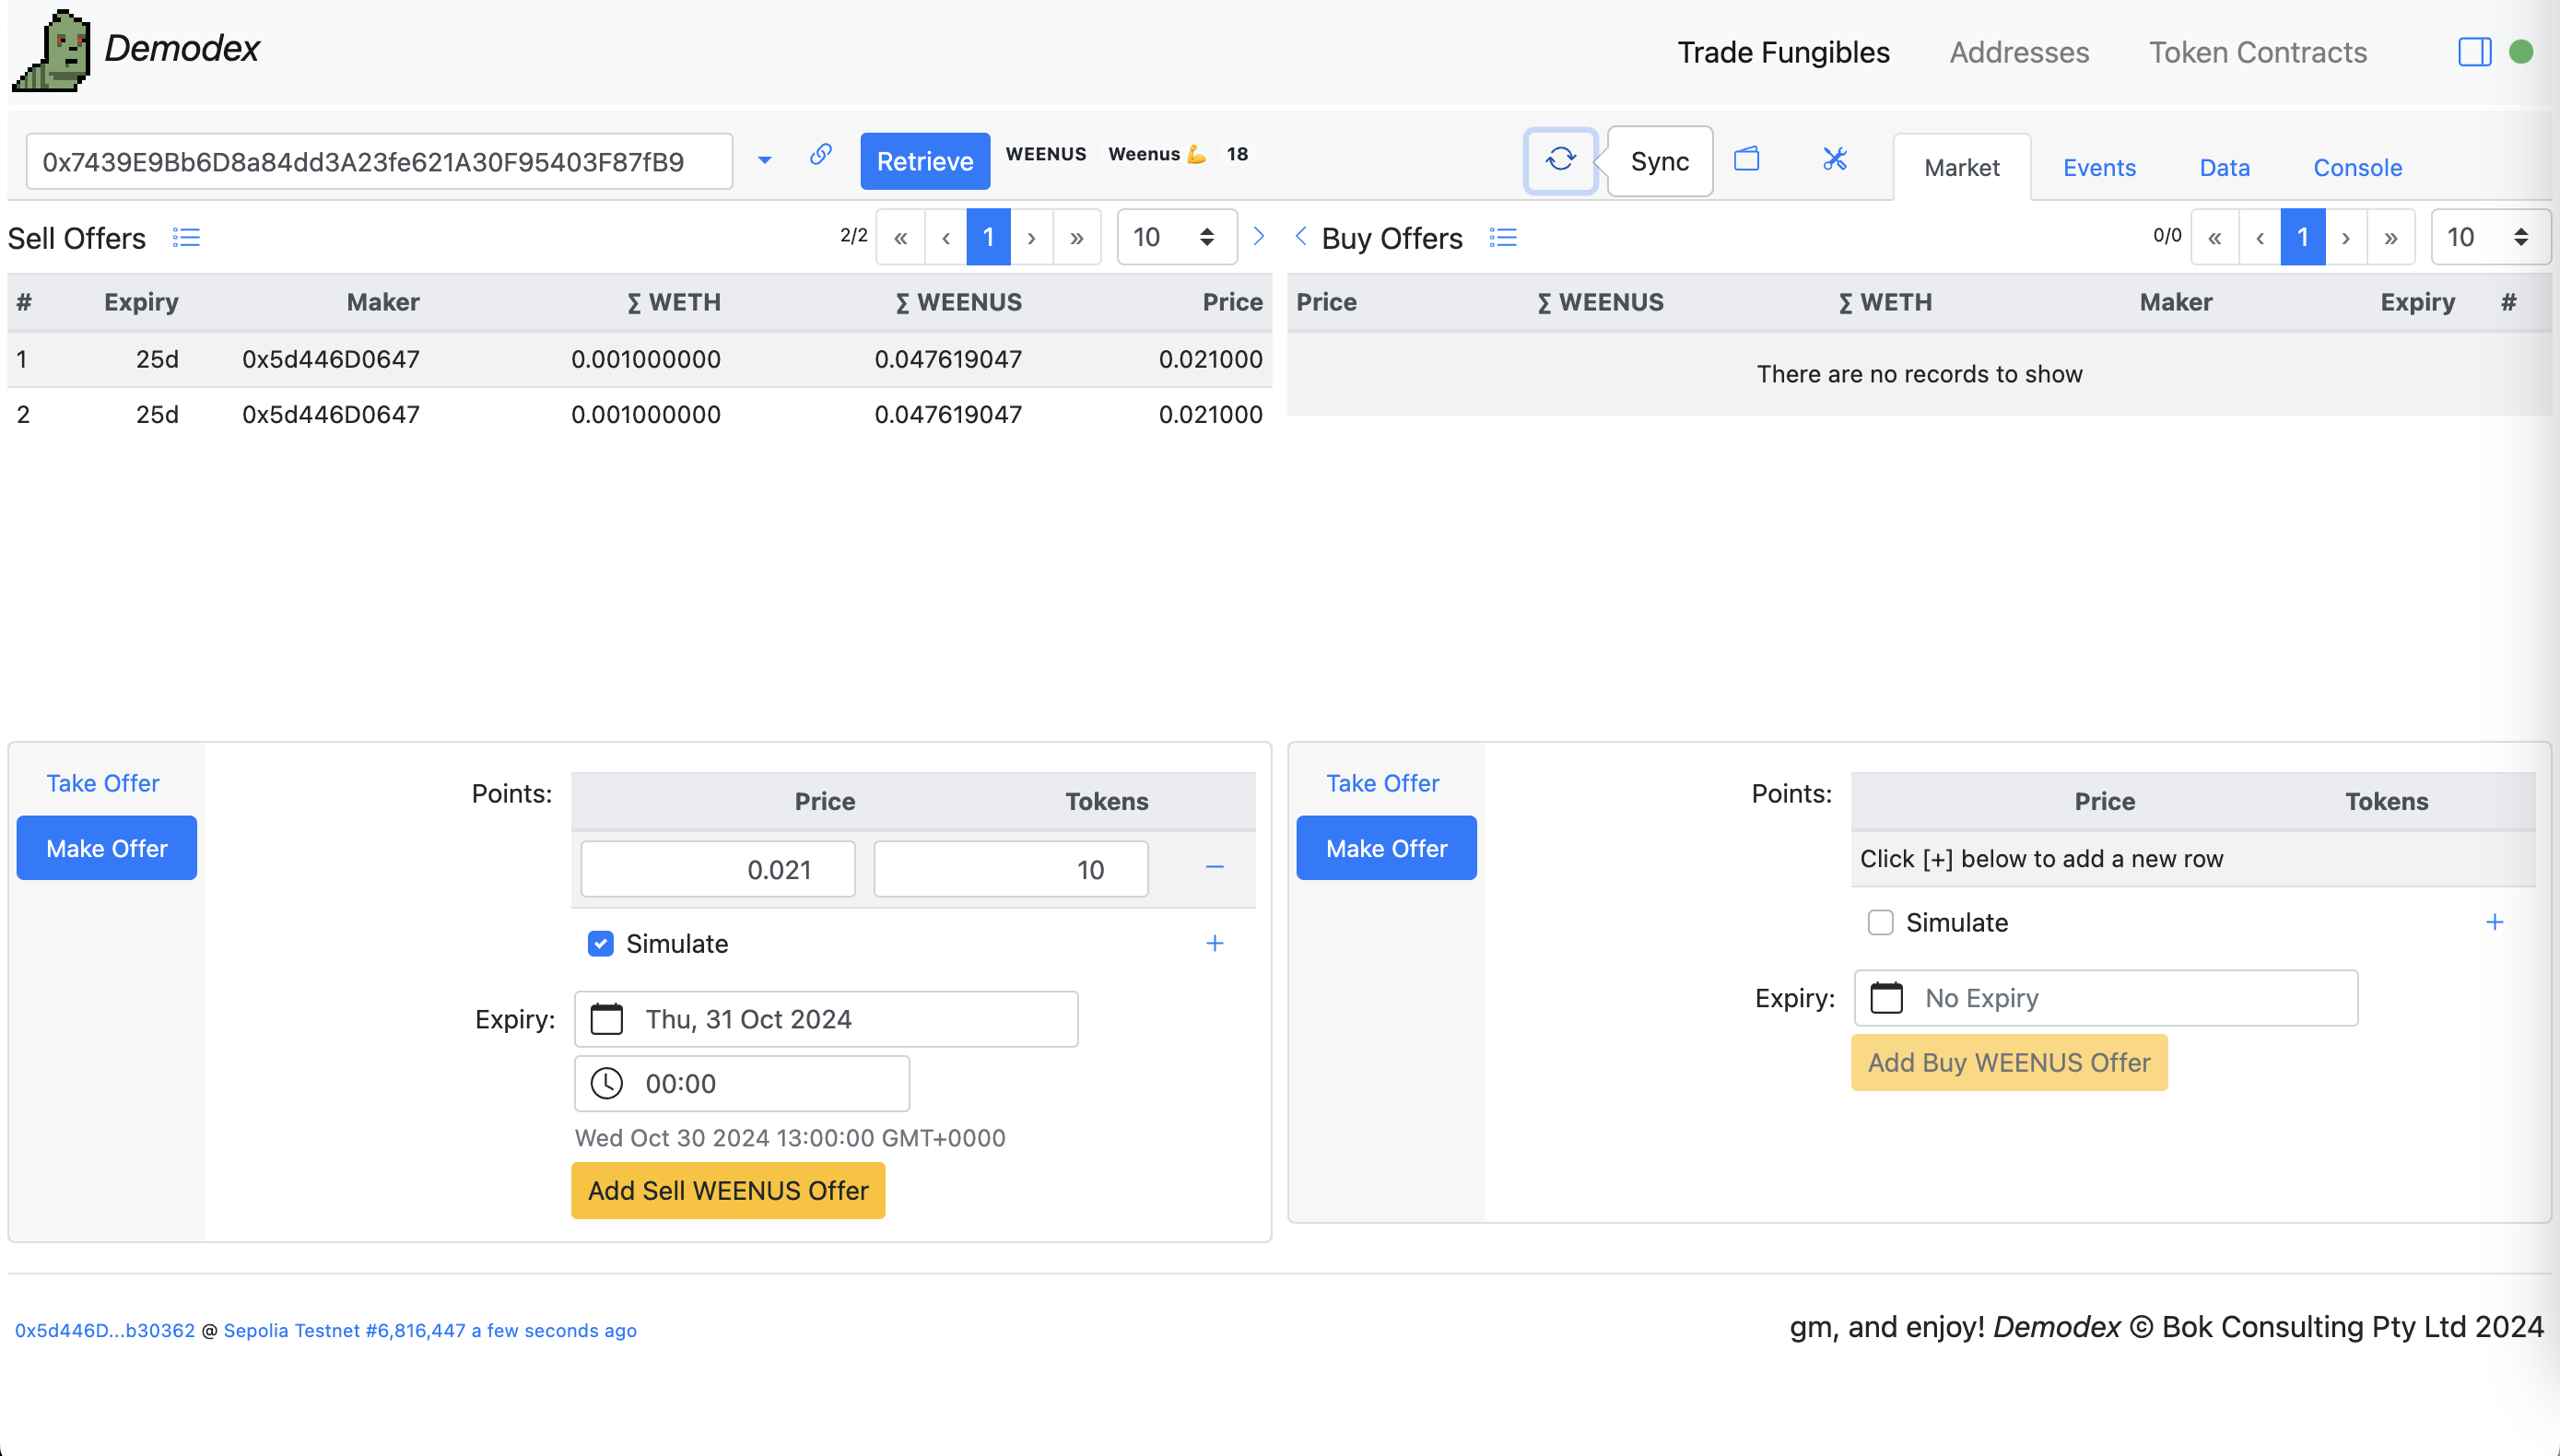 Demodex
Trade Fungibles Addresses Token Contracts
0x7439E9Bb6D8a84dd3A23fe621A30F95403F87fB9 Retrieve WEENUS Weenus 💪 18 Sync Market Events Data Console
Sell Offers 2/2 « ‹ 1 › » 10
# Expiry Maker ∑ WETH ∑ WEENUS Price
1 25d 0x5d446D0647 0.001000000 0.047619047 0.021000
2 25d 0x5d446D0647 0.001000000 0.047619047 0.021000
Buy Offers 0/0 « ‹ 1 › » 10
Price ∑ WEENUS ∑ WETH Maker Expiry #
There are no records to show
Take Offer
Make Offer
Points: Price Tokens
0.021 10 −
Simulate +
Expiry: Thu, 31 Oct 2024
00:00
Wed Oct 30 2024 13:00:00 GMT+0000
Add Sell WEENUS Offer
Take Offer
Make Offer
Points: Price Tokens
Click [+] below to add a new row
Simulate +
Expiry: No Expiry
Add Buy WEENUS Offer
0x5d446D...b30362 @ Sepolia Testnet #6,816,447 a few seconds ago
gm, and enjoy! Demodex © Bok Consulting Pty Ltd 2024